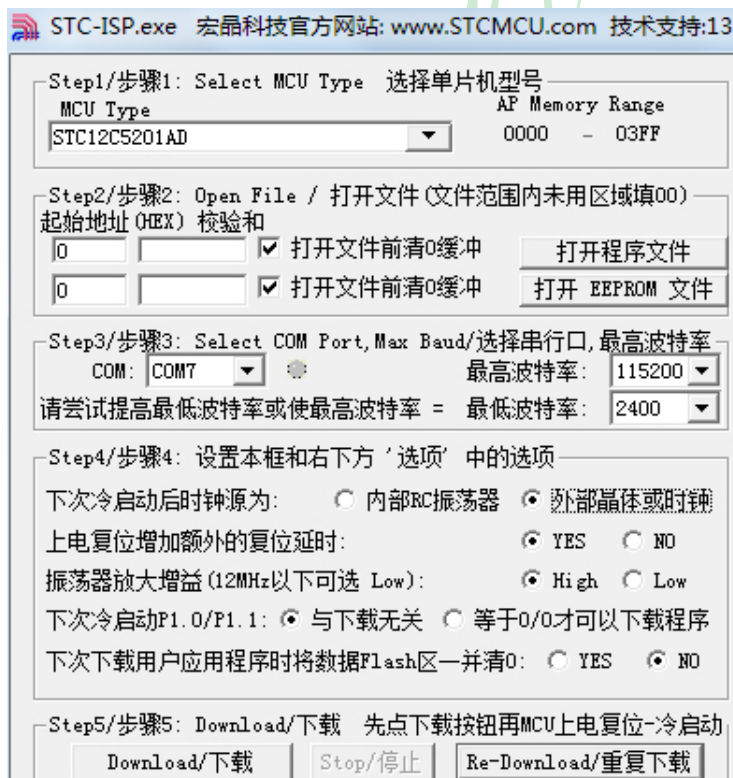 STC-ISP.exe 宏晶科技官方网站: www.STCMCU.com 技术支持:13
Step1/步骤1: Select MCU Type 选择单片机型号
MCU Type AP Memory Range
STC12C5201AD 0000 - 03FF
Step2/步骤2: Open File / 打开文件(文件范围内未用区域填00)
起始地址(HEX) 校验和
0 打开文件前清0缓冲 打开程序文件
0 打开文件前清0缓冲 打开 EEPROM 文件
Step3/步骤3: Select COM Port,Max Baud/选择串行口,最高波特率
COM: COM7 最高波特率: 115200
请尝试提高最低波特率或使最高波特率 = 最低波特率: 2400
Step4/步骤4: 设置本框和右下方 '选项' 中的选项
下次冷启动后时钟源为: 内部RC振荡器 外部晶体或时钟
上电复位增加额外的复位延时: YES NO
振荡器放大增益(12MHz以下可选 Low): High Low
下次冷启动P1.0/P1.1: 与下载无关 等于0/0才可以下载程序
下次下载用户应用程序时将数据Flash区一并清0: YES NO
Step5/步骤5: Download/下载 先点下载按钮再MCU上电复位-冷启动
Download/下载 Stop/停止 Re-Download/重复下载